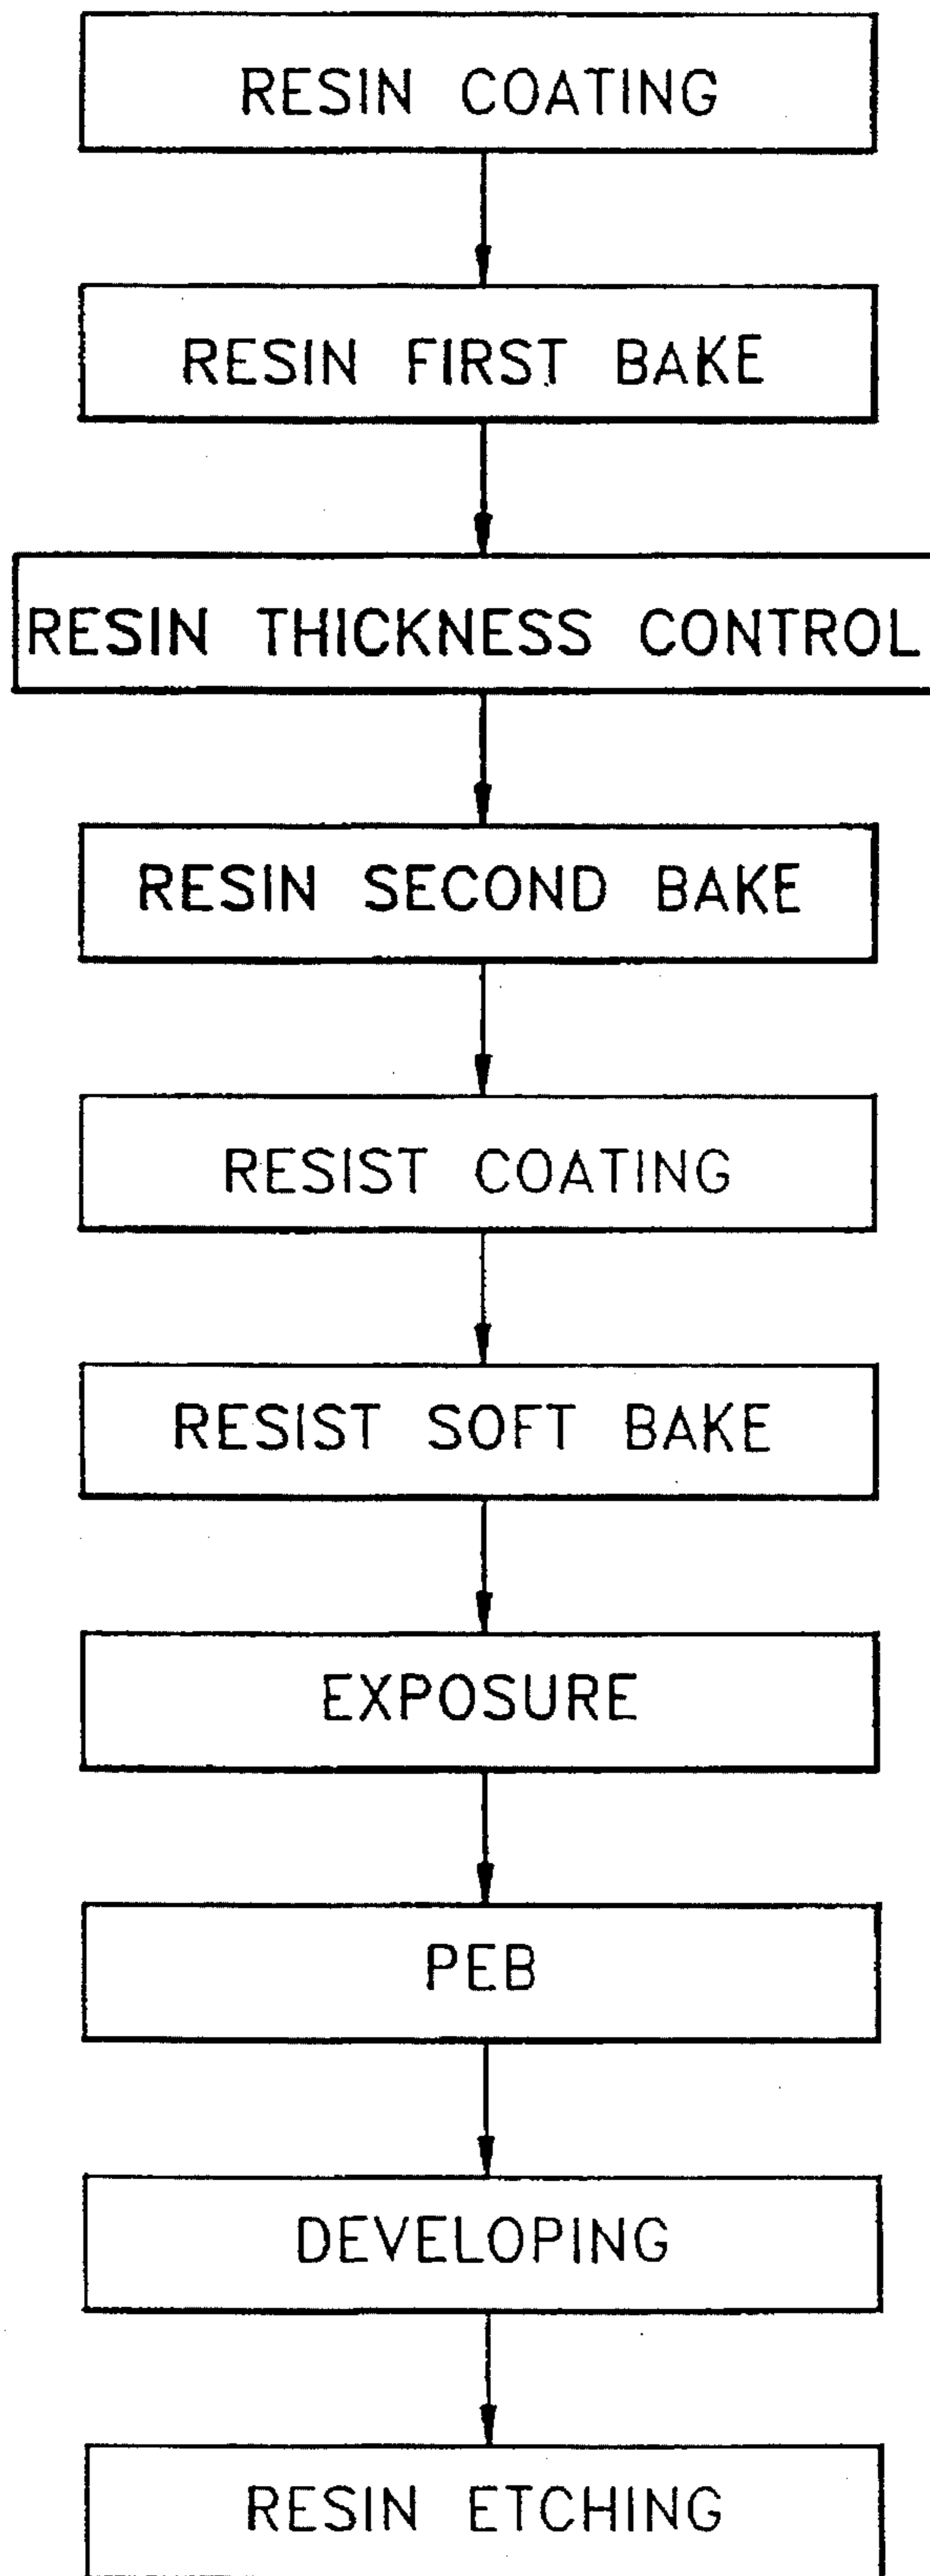 RESIN COATING
RESIN FIRST BAKE
RESIN THICKNESS CONTROL
RESIN SECOND BAKE
RESIST COATING
RESIST SOFT BAKE
EXPOSURE
PEB
DEVELOPING
RESIN ETCHING